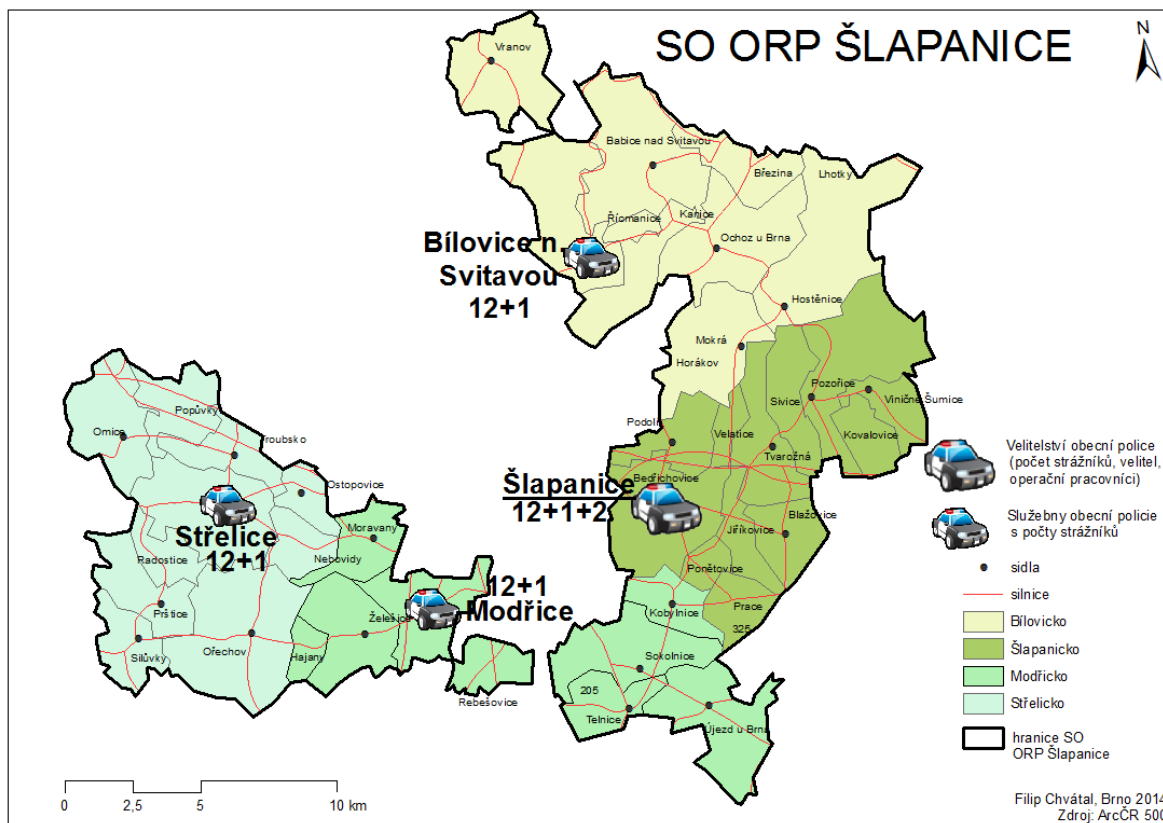 SO ORP ŠLAPANICE
N
Vranov
Babice nad Svitavou
Březina
Lhotky
Řícmanice
Kanice
Ochoz u Brna
Bílovice n.
Svitavou
12+1
Hostěnice
Mokrá
Horákov
Pozořice
Sivice
Viničné Šumice
Kovalovice
Podolí
Velatice
Tvarožná
Bedřichovice
Šlapanice
12+1+2
Blažovice
Jiříkovice
Ponětovice
Prace
325
Kobylnice
Sokolnice
205
Telnice
Újezd u Brna
Popůvky
Omice
Troubsko
Ostopovice
Střelice
12+1
Moravany
Nebovidy
Radostice
Prštice
Silůvky
Ořechov
Hajany
Želešice
12+1
Modřice
Rebešovice
Velitelství obecní police
(počet strážníků, velitel,
operační pracovníci)
Služebny obecní policie
s počty strážníků
sídla
silnice
Bílovicko
Šlapanicko
Modřicko
Střelicko
hranice SO
ORP Šlapanice
0 2,5 5 10 km
Filip Chvátal, Brno 2014
Zdroj: ArcČR 500